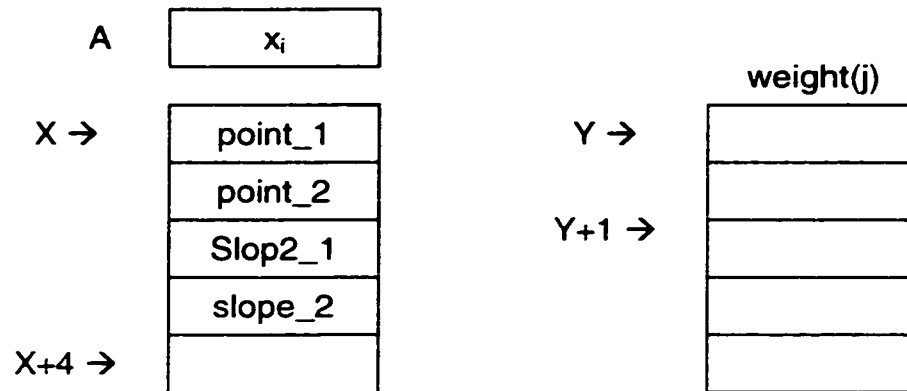 A xᵢ
weight(j)
X → point_1 Y →
point_2
Slop2_1 Y+1 →
slope_2
X+4 →